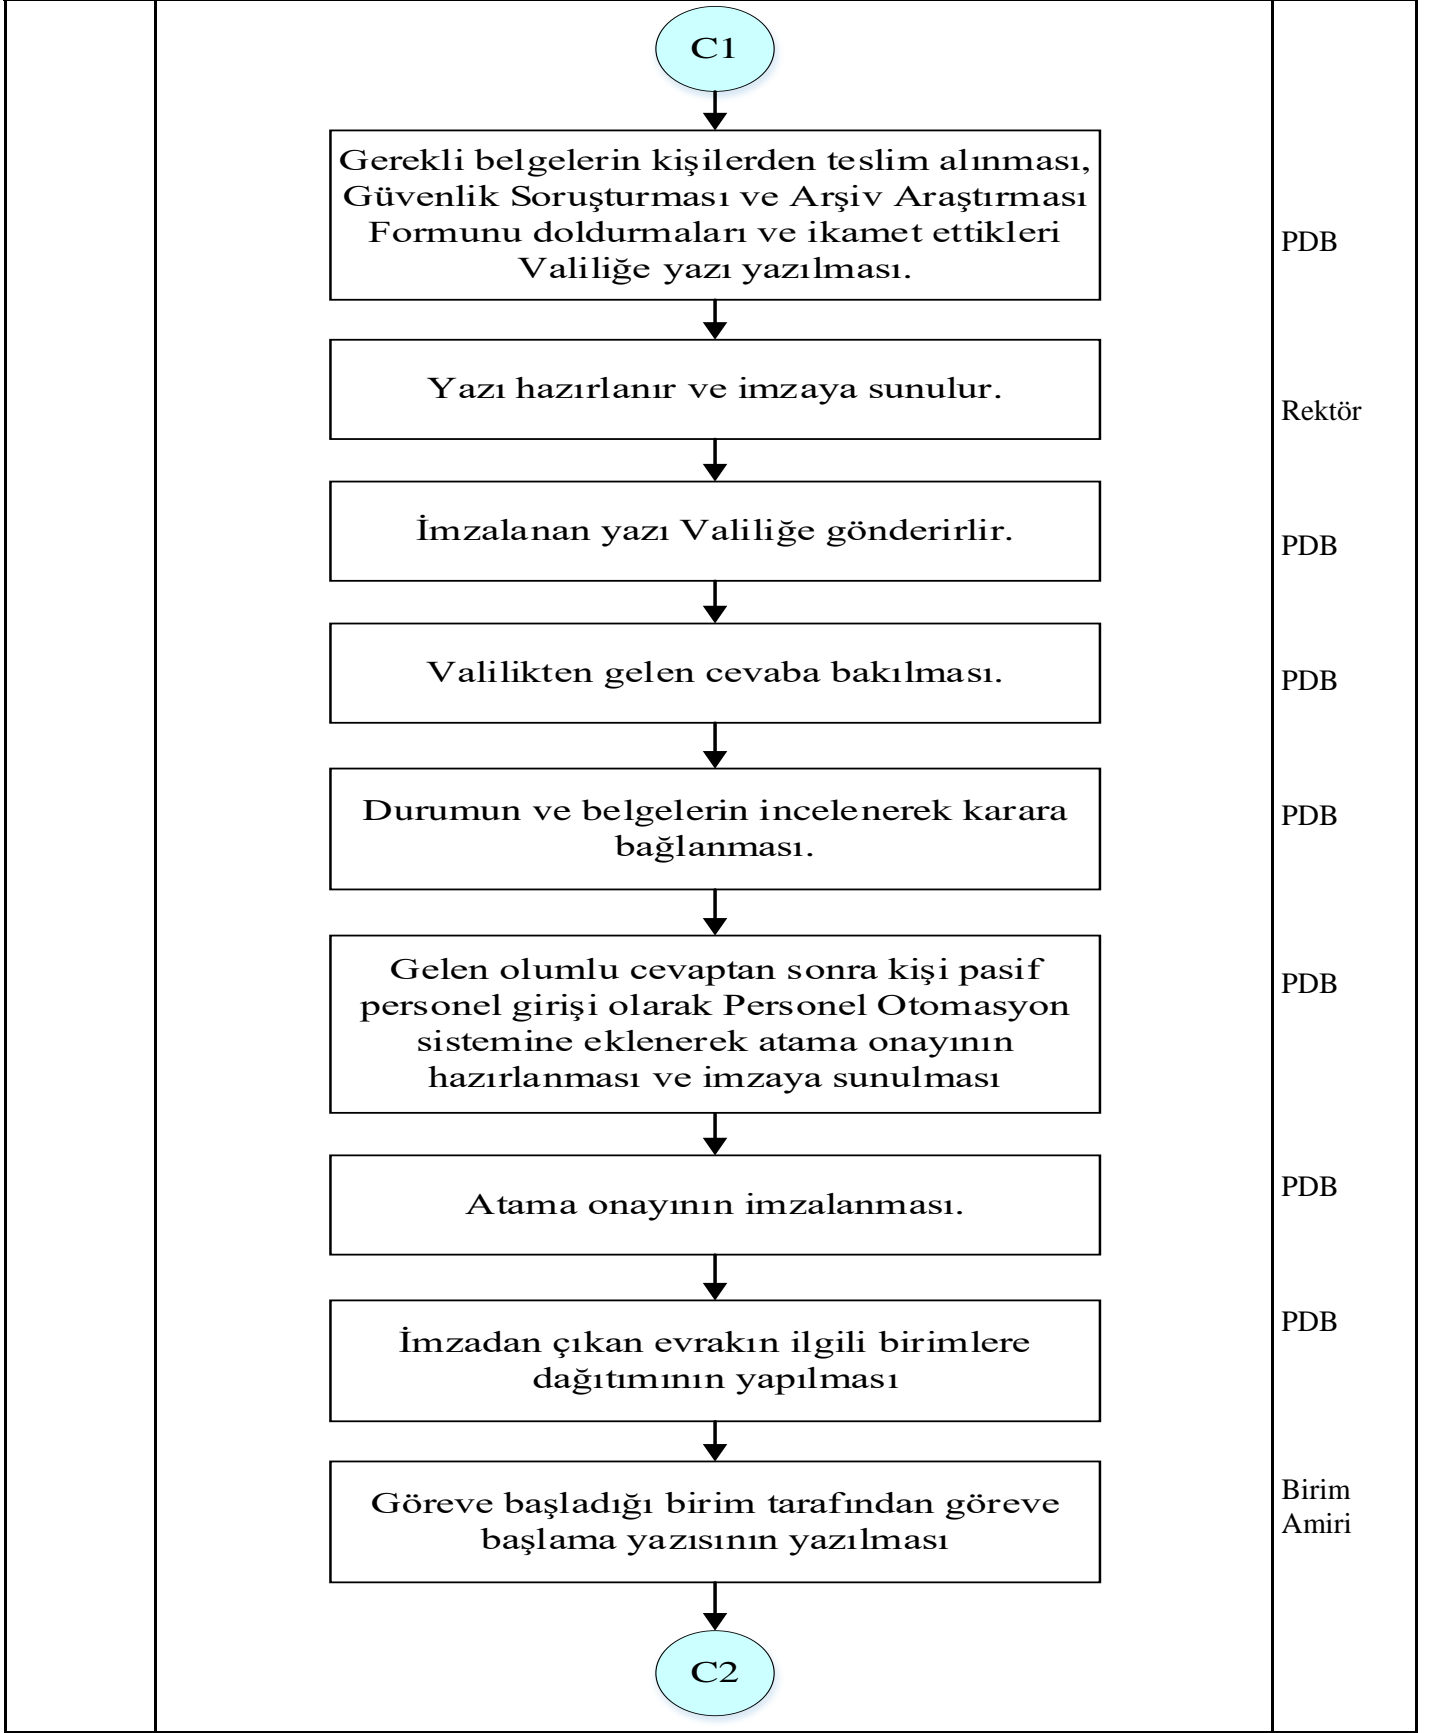 C1
Gerekli belgelerin kişilerden teslim alınması,
Güvenlik Soruşturması ve Arşiv Araştırması
Formunu doldurmaları ve ikamet ettikleri
Valiliğe yazı yazılması.
PDB
Yazı hazırlanır ve imzaya sunulur.
Rektör
İmzalanan yazı Valiliğe gönderirlir.
PDB
Valilikten gelen cevaba bakılması.
PDB
Durumun ve belgelerin incelenerek karara
bağlanması.
PDB
Gelen olumlu cevaptan sonra kişi pasif
personel girişi olarak Personel Otomasyon
sistemine eklenerek atama onayının
hazırlanması ve imzaya sunulması
PDB
Atama onayının imzalanması.
PDB
İmzadan çıkan evrakın ilgili birimlere
dağıtımının yapılması
PDB
Göreve başladığı birim tarafından göreve
başlama yazısının yazılması
Birim
Amiri
C2